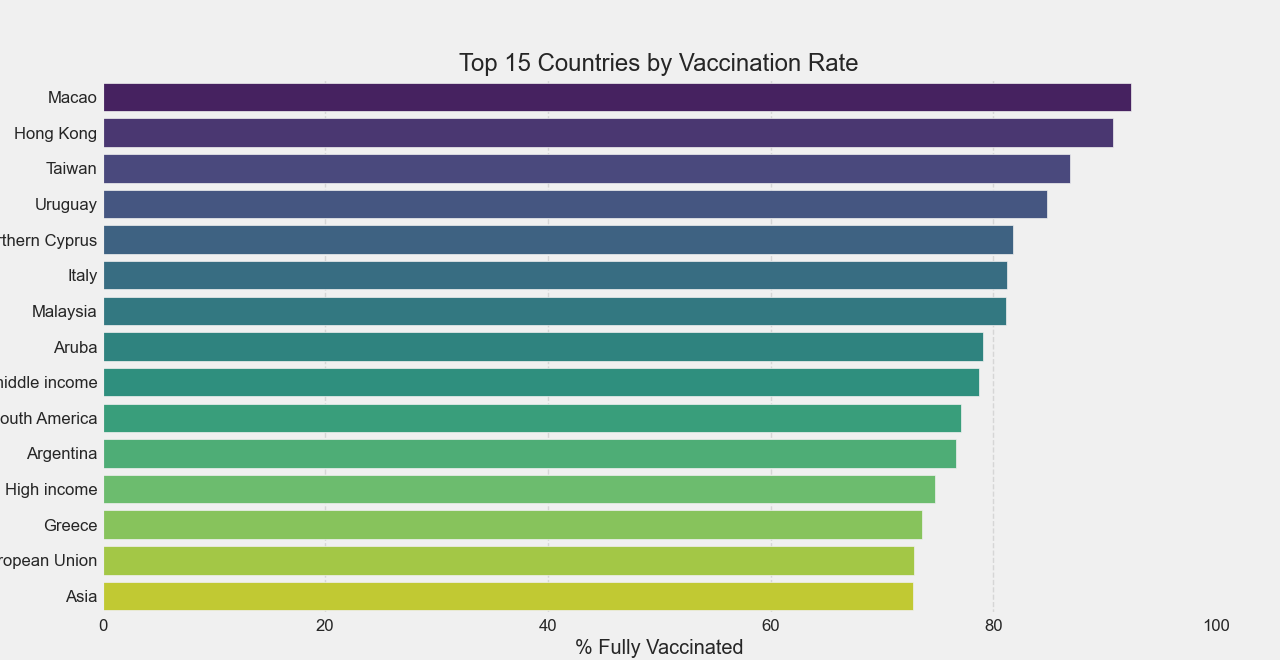 Top 15 Countries by Vaccination Rate
Macao
Hong Kong
Taiwan
Uruguay
rthern Cyprus
Italy
Malaysia
Aruba
iddle income
outh America
Argentina
High income
Greece
ropean Union
Asia
0 20 40 60 80 100
% Fully Vaccinated